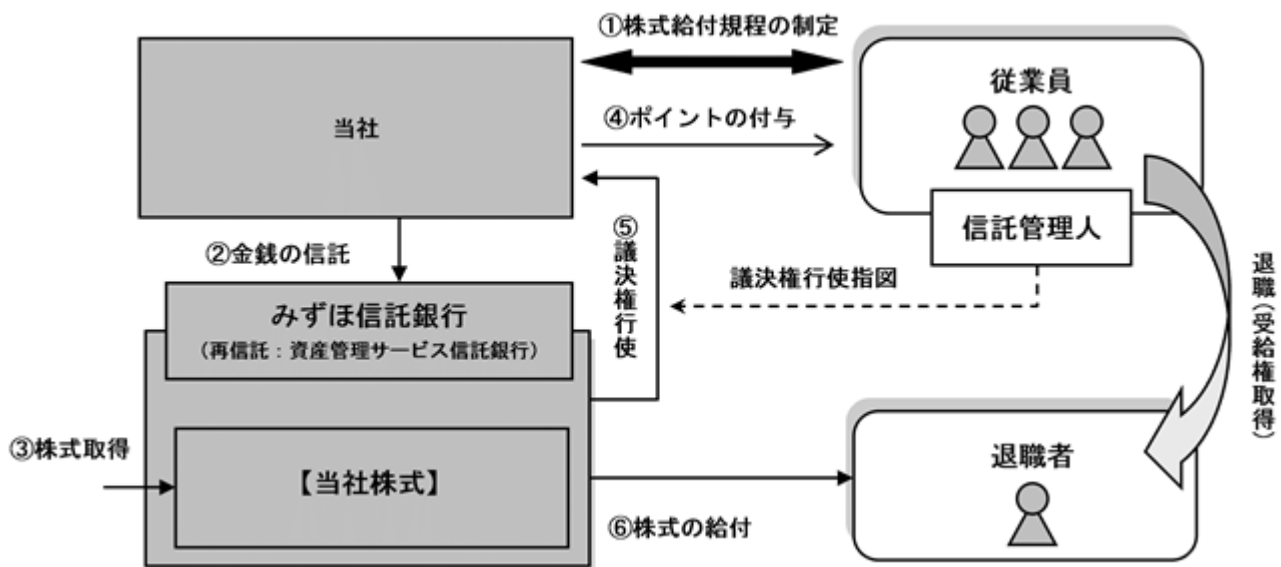 ①株式給付規程の制定
従業員
当社
④ポイントの付与
信託管理人
②金銭の信託
⑤議決権行使
議決権行使指図
退職（受給権取得）
みずほ信託銀行
（再信託：資産管理サービス信託銀行）
③株式取得
【当社株式】
退職者
⑥株式の給付